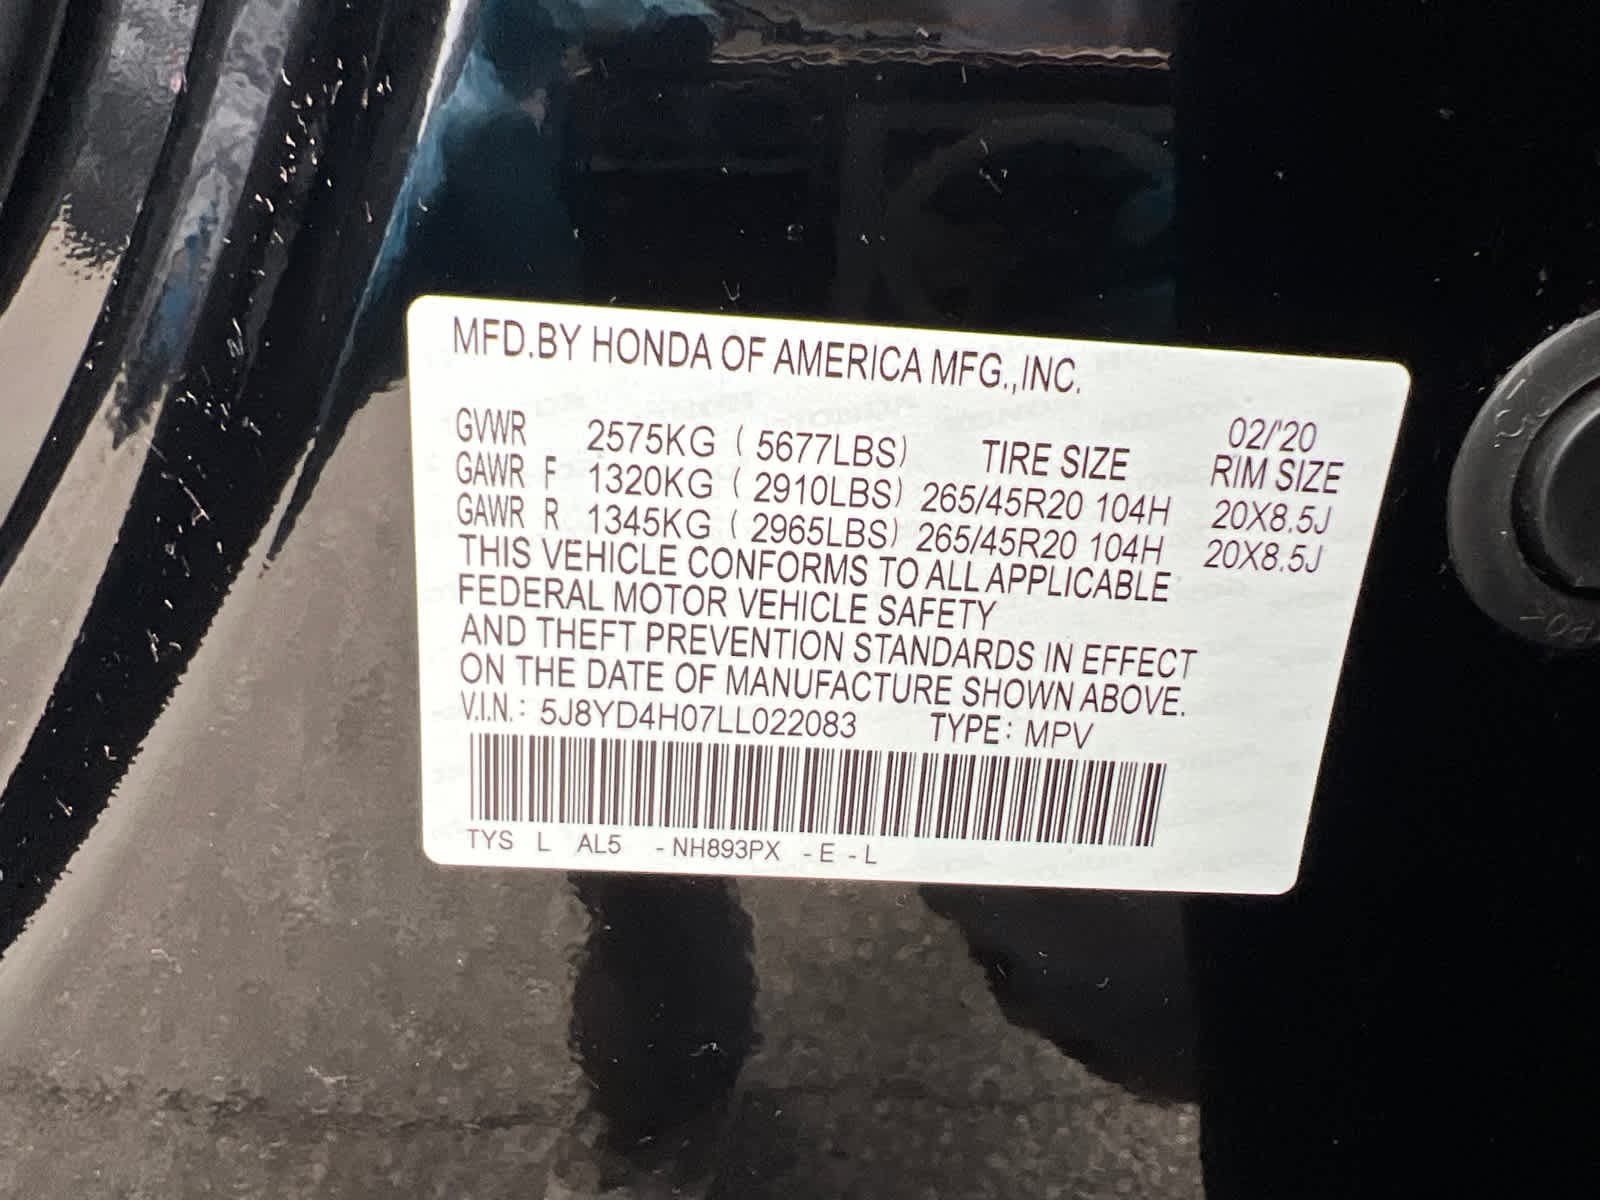 MFD.BY HONDA OF AMERICA MFG.,INC.
02/'20
GVWR 2575KG ( 5677LBS) TIRE SIZE RIM SIZE
GAWR F 1320KG ( 2910LBS) 265/45R20 104H 20X8.5J
GAWR R 1345KG ( 2965LBS) 265/45R20 104H 20X8.5J
THIS VEHICLE CONFORMS TO ALL APPLICABLE
FEDERAL MOTOR VEHICLE SAFETY
AND THEFT PREVENTION STANDARDS IN EFFECT
ON THE DATE OF MANUFACTURE SHOWN ABOVE.
V.I.N.: 5J8YD4H07LL022083 TYPE: MPV
TYS L AL5 -NH893PX -E -L